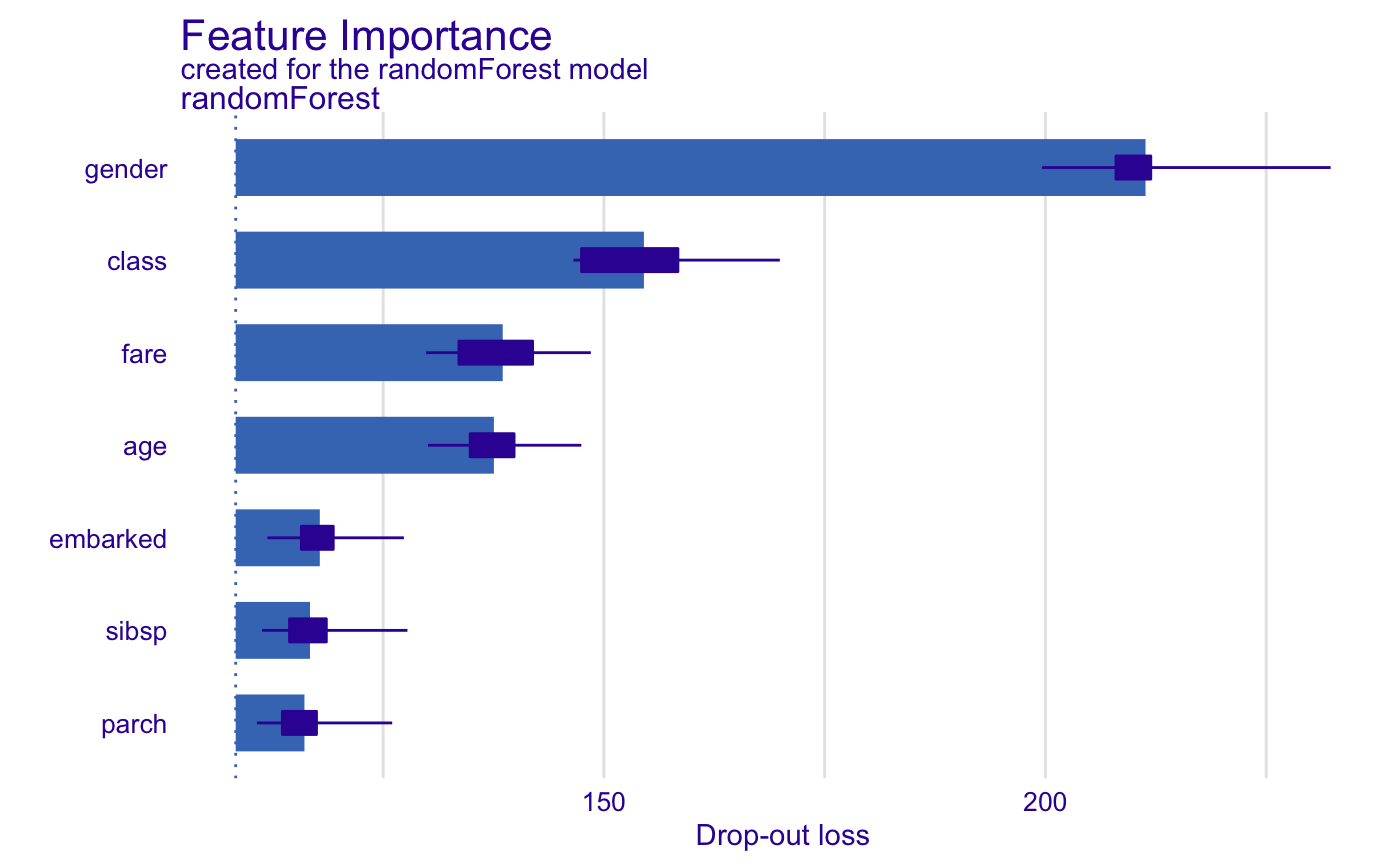 Feature Importance
created for the randomForest model
randomForest
gender
class
fare
age
embarked
sibsp
parch
150 200
Drop-out loss